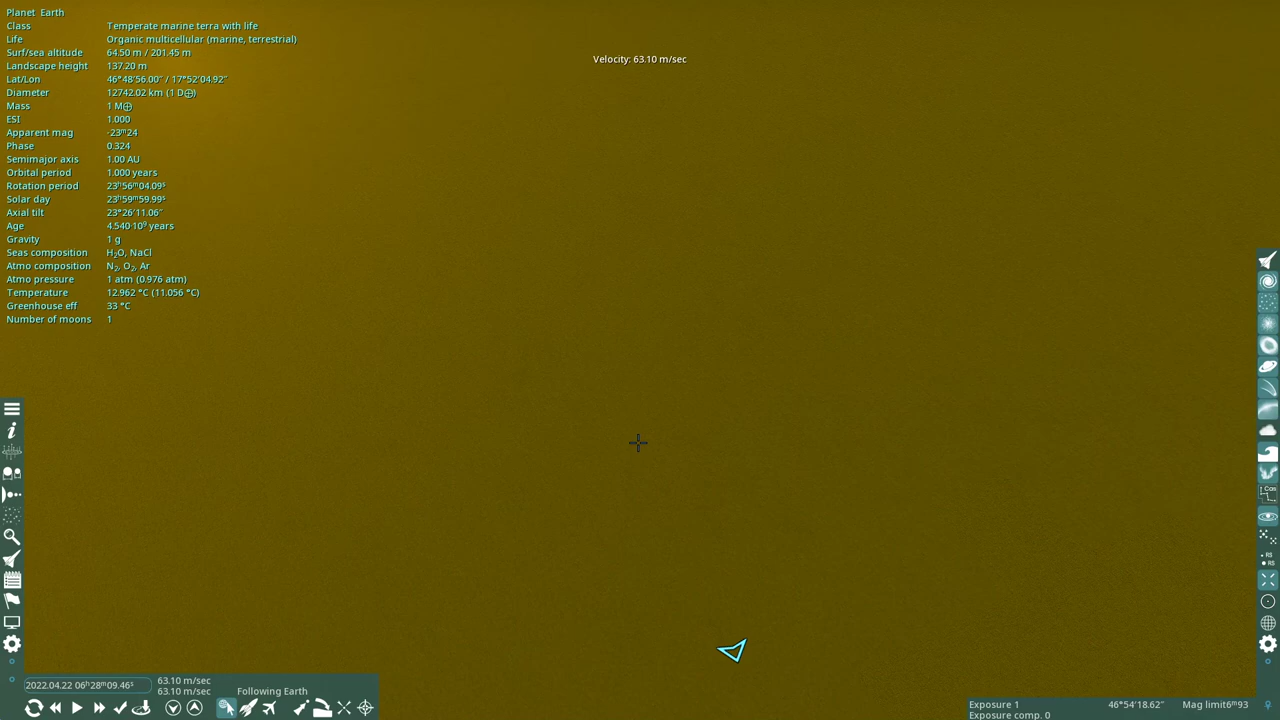 Planet Earth
Class Temperate marine terra with life
Life Organic multicellular (marine, terrestrial)
Surf/sea altitude 64.50 m / 201.45 m
Landscape height 137.20 m
Lat/Lon 46°48'56.00" / 17°52'04.92"
Diameter 12742.02 km (1 D⊕)
Mass 1 M⊕
ESI 1.000
Apparent mag -23ᵐ24
Phase 0.324
Semimajor axis 1.00 AU
Orbital period 1.000 years
Rotation period 23ʰ56ᵐ04.09ˢ
Solar day 23ʰ59ᵐ59.99ˢ
Axial tilt 23°26'11.06"
Age 4.540·10⁹ years
Gravity 1 g
Seas composition H₂O, NaCl
Atmo composition N₂, O₂, Ar
Atmo pressure 1 atm (0.976 atm)
Temperature 12.962 °C (11.056 °C)
Greenhouse eff 33 °C
Number of moons 1
Velocity: 63.10 m/sec
RS
RS
2022.04.22 06ʰ28ᵐ09.46ˢ
63.10 m/sec
63.10 m/sec
Following Earth
Exposure 1
Exposure comp. 0
46°54'18.62"
Mag limit6ᵐ93